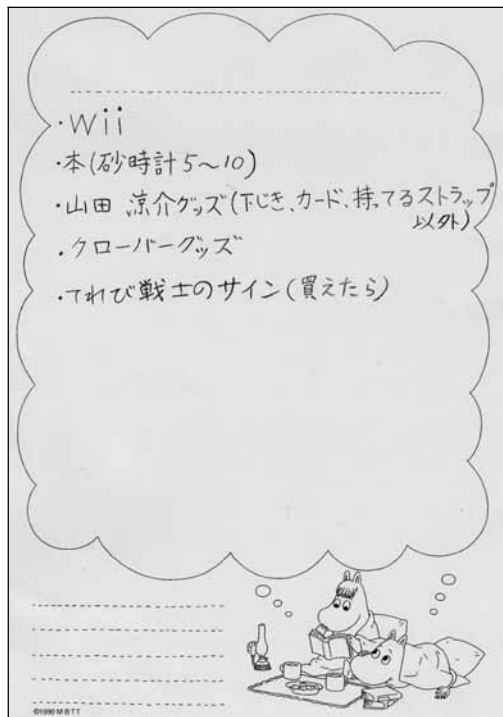 ・Wii
・本(砂時計5〜10)
・山田 涼介グッズ(下じき、カード、持ってるストラップ
以外)
・クローバーグッズ
・てれび戦士のサイン(買えたら)
©1990 M BTT